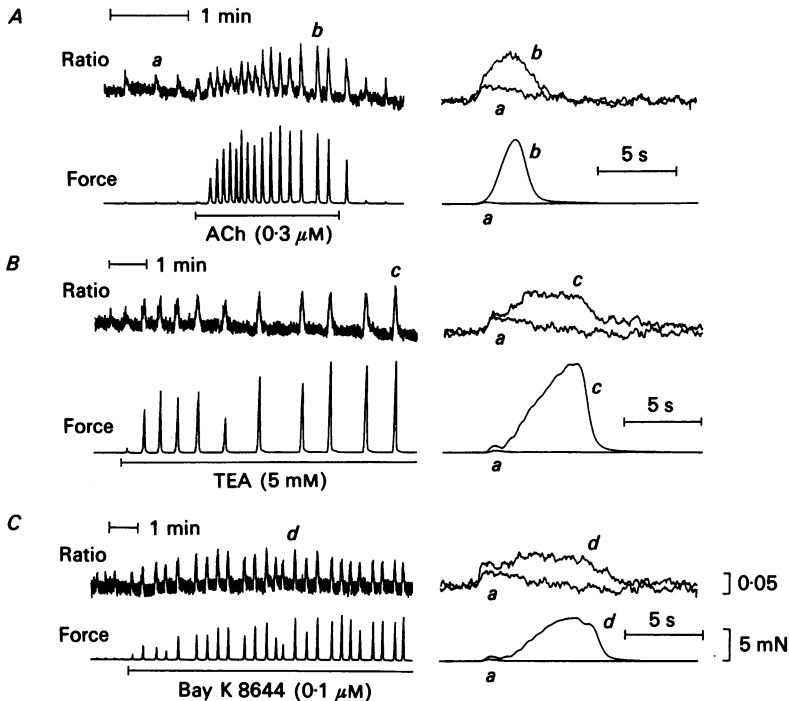 A
1 min
Ratio
a
b
b
a
Force
b
5 s
a
ACh (0·3 μM)
B
1 min
Ratio
c
c
a
Force
c
5 s
a
TEA (5 mM)
C
1 min
Ratio
d
d
a
0·05
Force
d
5 s
5 mN
a
Bay K 8644 (0·1 μM)